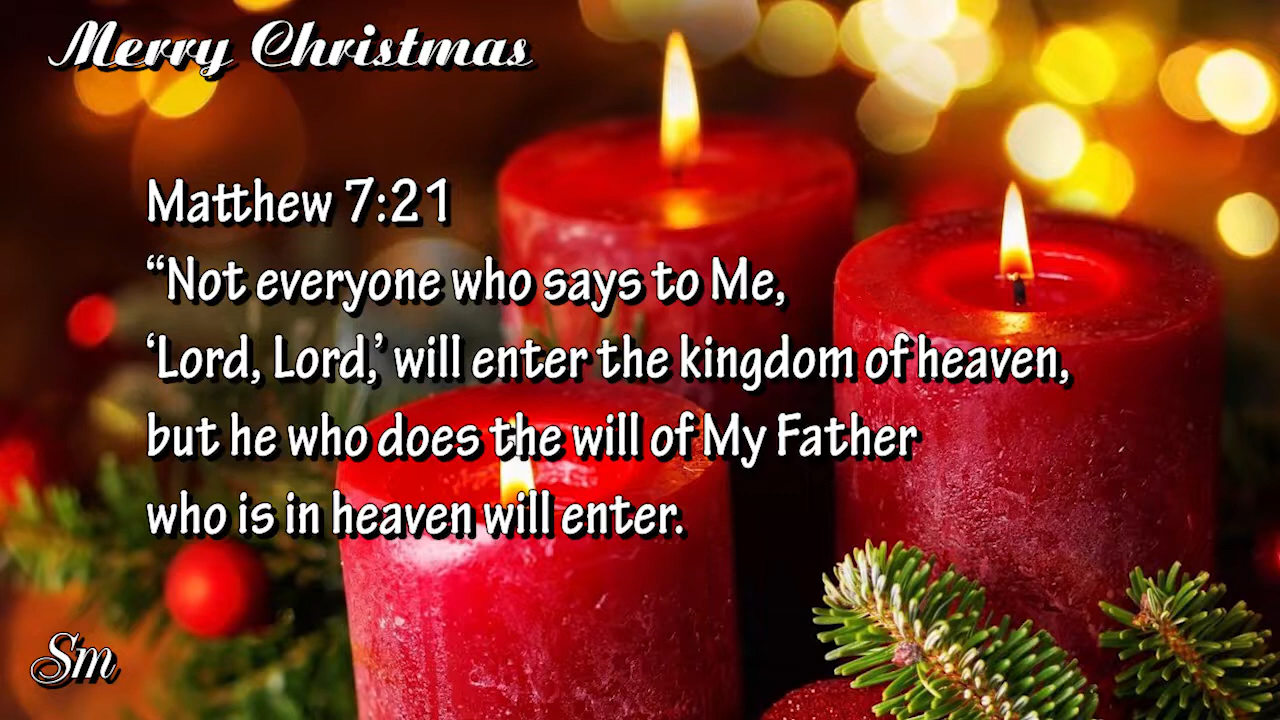 Merry Christmas
Matthew 7:21
“Not everyone who says to Me,
‘Lord, Lord,’ will enter the kingdom of heaven,
but he who does the will of My Father
who is in heaven will enter.
Sm